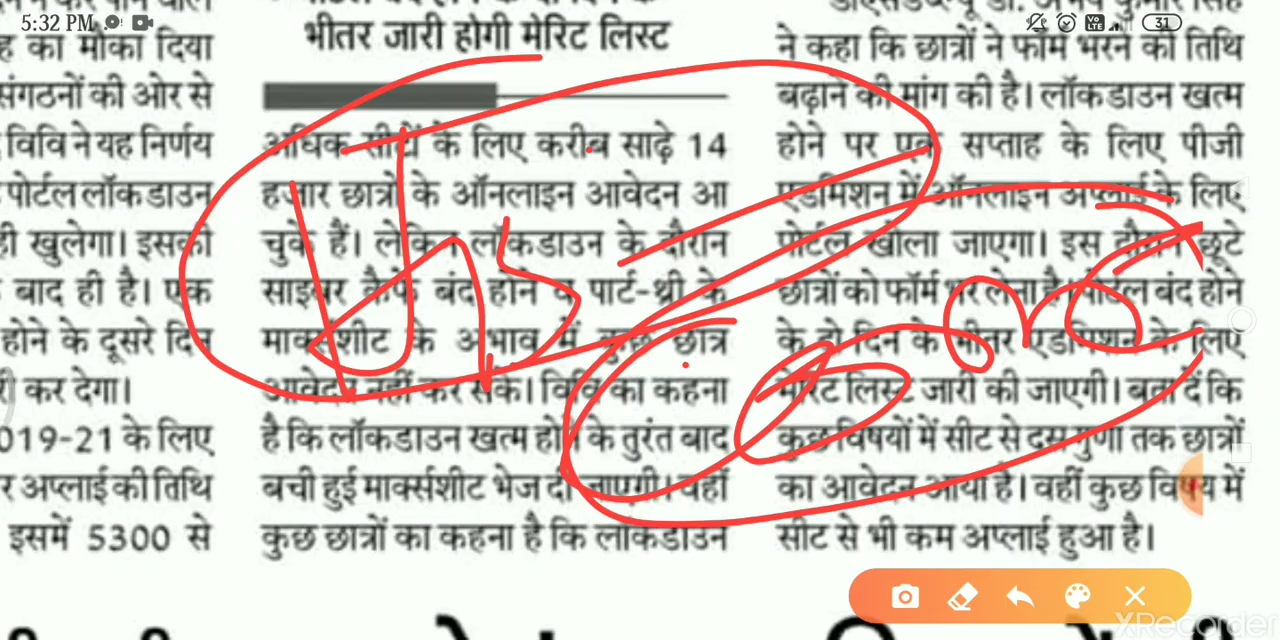 5:32 PM
31
ह का मौका दिया
संगठनों की ओर से
विवि ने यह निर्णय
पोर्टल लॉकडाउन
ही खुलेगा। इसकी
बाद ही है। एक
होने के दूसरे दिन
री कर देगा।
019-21 के लिए
र अप्लाई की तिथि
इसमें 5300 से
भीतर जारी होगी मेरिट लिस्ट
अधिक सीटों के लिए करीब साढ़े 14
हजार छात्रों के ऑनलाइन आवेदन आ
चुके हैं। लेकिन लॉकडाउन के दौरान
साइबर कैफे बंद होने व पार्ट-थ्री के
मार्कशीट के अभाव में कुछ छात्र
आवेदन नहीं कर सके। विवि का कहना
है कि लॉकडाउन खत्म होने के तुरंत बाद
बची हुई मार्क्सशीट भेज दी जाएगी। वहीं
कुछ छात्रों का कहना है कि लॉकडाउन
ने कहा कि छात्रों ने फॉर्म भरने की तिथि
बढ़ाने की मांग की है। लॉकडाउन खत्म
होने पर एक सप्ताह के लिए पीजी
एडमिशन में ऑनलाइन अप्लाई के लिए
पोर्टल खोला जाएगा। इस दौरान छूटे
छात्रों को फॉर्म भर लेना है। पोर्टल बंद होने
के दो दिन के भीतर एडमिशन के लिए
मेरिट लिस्ट जारी की जाएगी। बता दें कि
कुछ विषयों में सीट से दस गुणा तक छात्रों
का आवेदन आया है। वहीं कुछ विषय में
सीट से भी कम अप्लाई हुआ है।
XRecorder